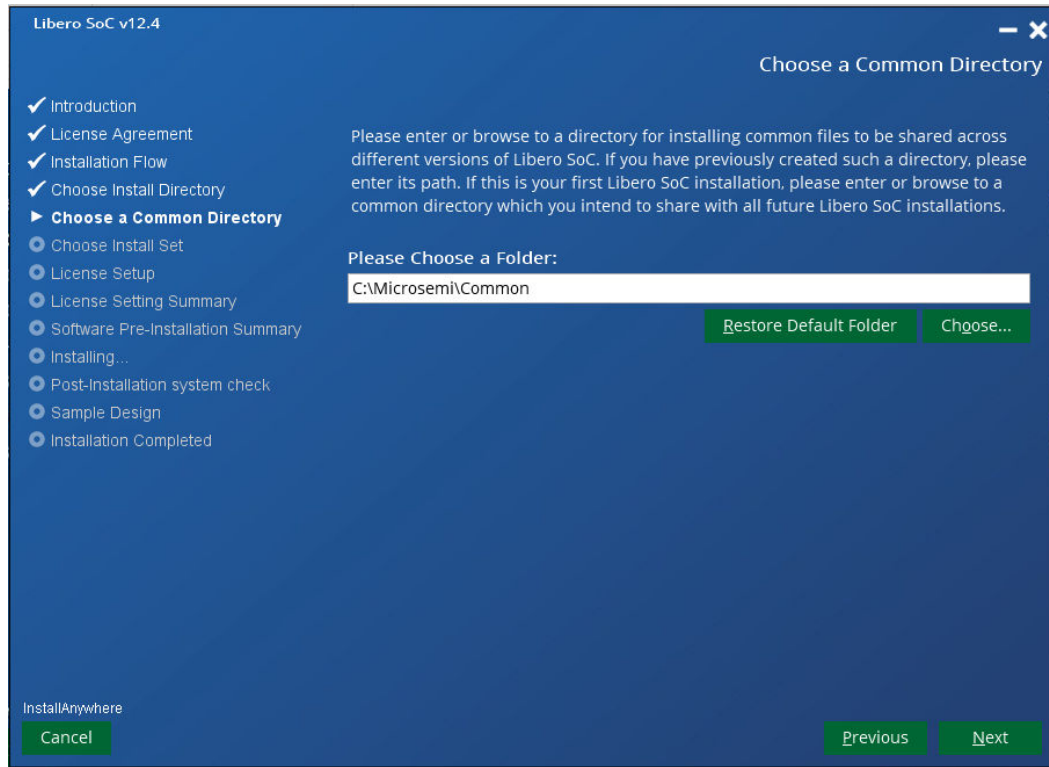 Libero SoC v12.4
Choose a Common Directory
Introduction
License Agreement
Installation Flow
Choose Install Directory
Choose a Common Directory
Choose Install Set
License Setup
License Setting Summary
Software Pre-Installation Summary
Installing...
Post-Installation system check
Sample Design
Installation Completed
Please enter or browse to a directory for installing common files to be shared across
different versions of Libero SoC. If you have previously created such a directory, please
enter its path. If this is your first Libero SoC installation, please enter or browse to a
common directory which you intend to share with all future Libero SoC installations.
Please Choose a Folder:
C:\Microsemi\Common
Restore Default Folder
Choose...
InstallAnywhere
Cancel
Previous
Next